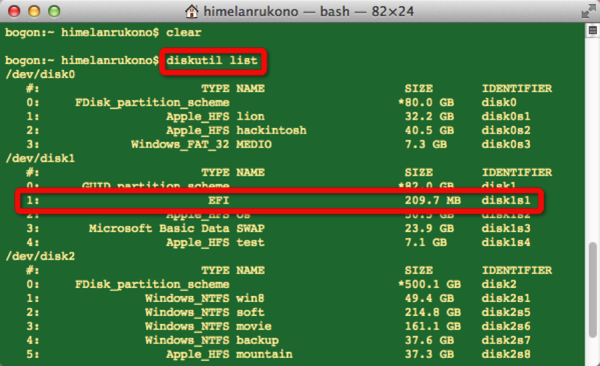 himelanrukono — bash — 82×24
bogon:~ himelanrukono$ clear
bogon:~ himelanrukono$ diskutil list
/dev/disk0
#: TYPE NAME SIZE IDENTIFIER
0: FDisk_partition_scheme *80.0 GB disk0
1: Apple_HFS lion 32.2 GB disk0s1
2: Apple_HFS hackintosh 40.5 GB disk0s2
3: Windows_FAT_32 MEDIO 7.3 GB disk0s3
/dev/disk1
#: TYPE NAME SIZE IDENTIFIER
0: GUID_partition_scheme *82.0 GB disk1
1: EFI 209.7 MB disk1s1
2: Apple_HFS 50.5 GB disk1s2
3: Microsoft Basic Data SWAP 23.9 GB disk1s3
4: Apple_HFS test 7.1 GB disk1s4
/dev/disk2
#: TYPE NAME SIZE IDENTIFIER
0: FDisk_partition_scheme *500.1 GB disk2
1: Windows_NTFS win8 49.4 GB disk2s1
2: Windows_NTFS soft 214.8 GB disk2s5
3: Windows_NTFS movie 161.1 GB disk2s6
4: Windows_NTFS backup 37.6 GB disk2s7
5: Apple_HFS mountain 37.3 GB disk2s8